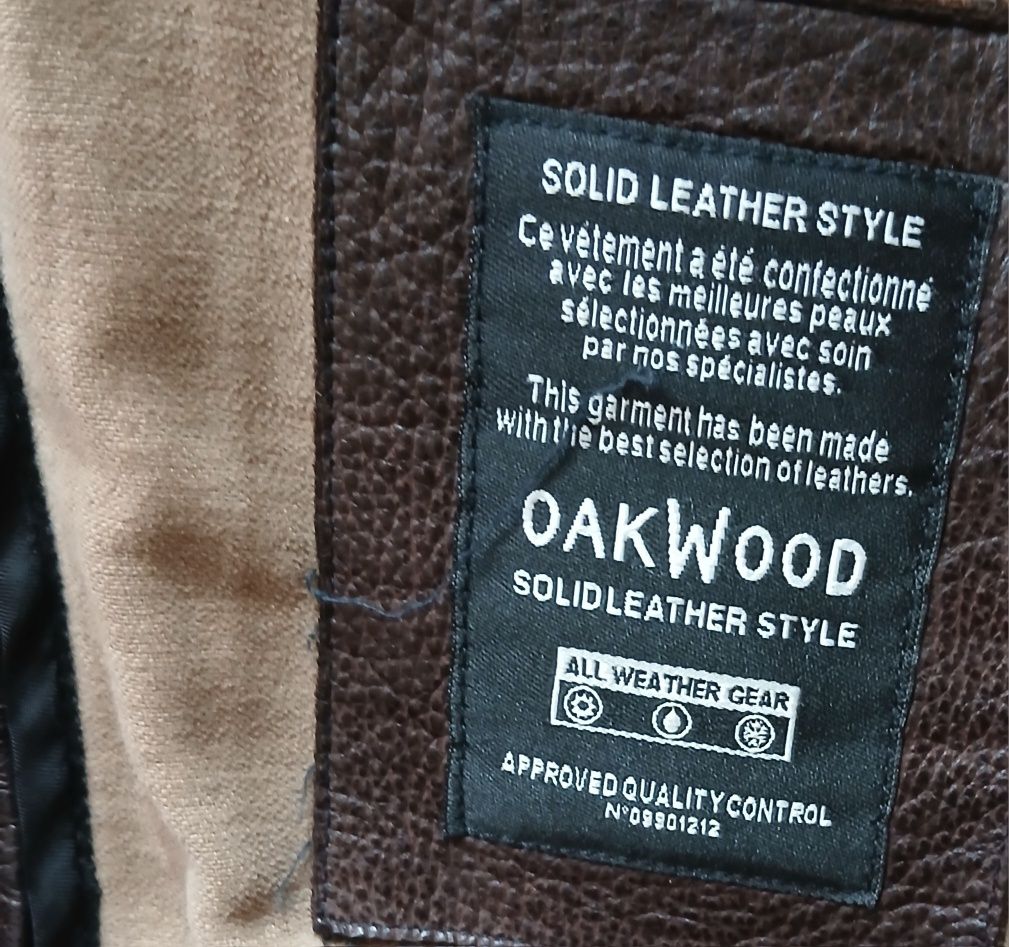 SOLID LEATHER STYLE
Ce vétement a été confectionné
avec les meilleures peaux
sélectionnées avec soin
par nos spécialistes.
This garment has been made
with the best selection of leathers.
OAKWOOD
SOLID LEATHER STYLE
ALL WEATHER GEAR
APPROVED QUALITY CONTROL
N°09901212